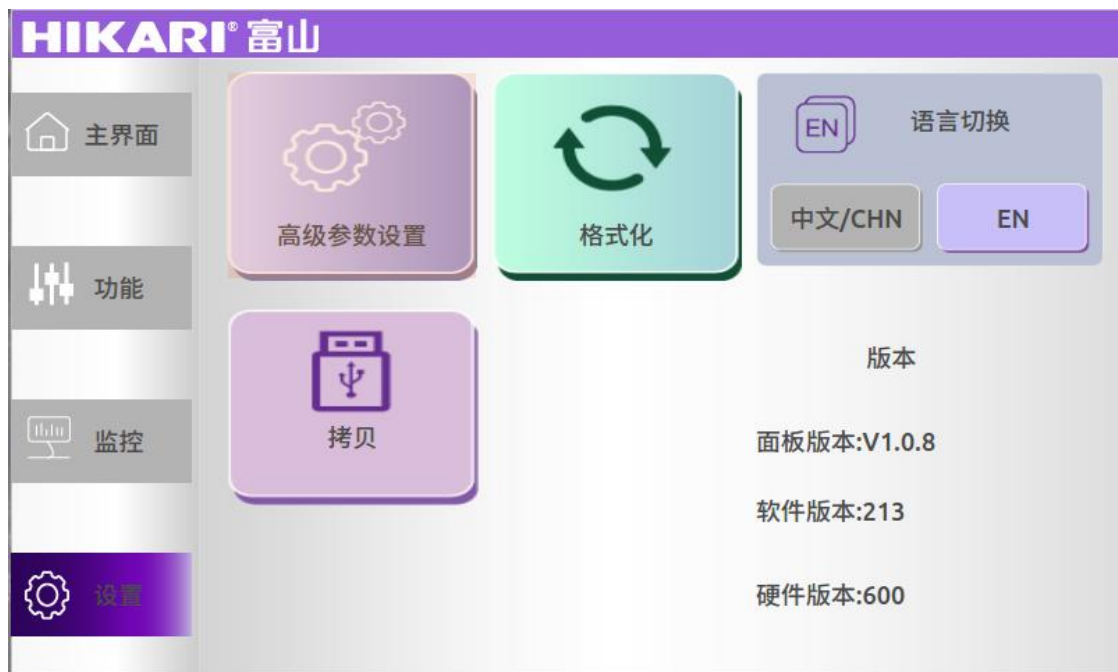 HIKARI® 富山
主界面
功能
监控
设置
高级参数设置
格式化
EN
语言切换
中文/CHN
EN
拷贝
版本
面板版本:V1.0.8
软件版本:213
硬件版本:600